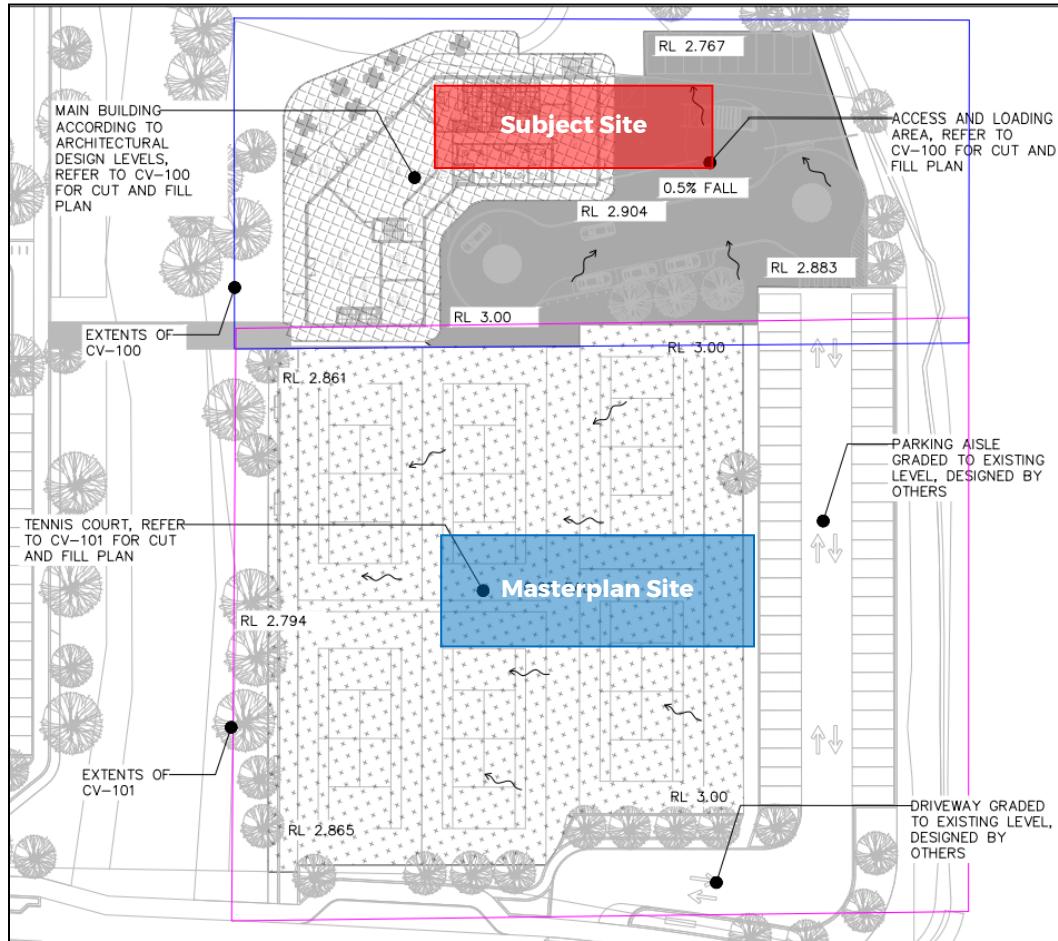 RL 2.767
MAIN BUILDING
ACCORDING TO
ARCHITECTURAL
DESIGN LEVELS,
REFER TO CV-100
FOR CUT AND FILL
PLAN
Subject Site
ACCESS AND LOADING
AREA, REFER TO
CV-100 FOR CUT AND
FILL PLAN
0.5% FALL
RL 2.904
RL 2.883
RL 3.00
EXTENTS OF
CV-100
RL 3.00
RL 2.861
PARKING AISLE
GRADED TO EXISTING
LEVEL, DESIGNED BY
OTHERS
TENNIS COURT, REFER
TO CV-101 FOR CUT
AND FILL PLAN
Masterplan Site
RL 2.794
EXTENTS OF
CV-101
RL 3.00
RL 2.865
DRIVEWAY GRADED
TO EXISTING LEVEL,
DESIGNED BY
OTHERS